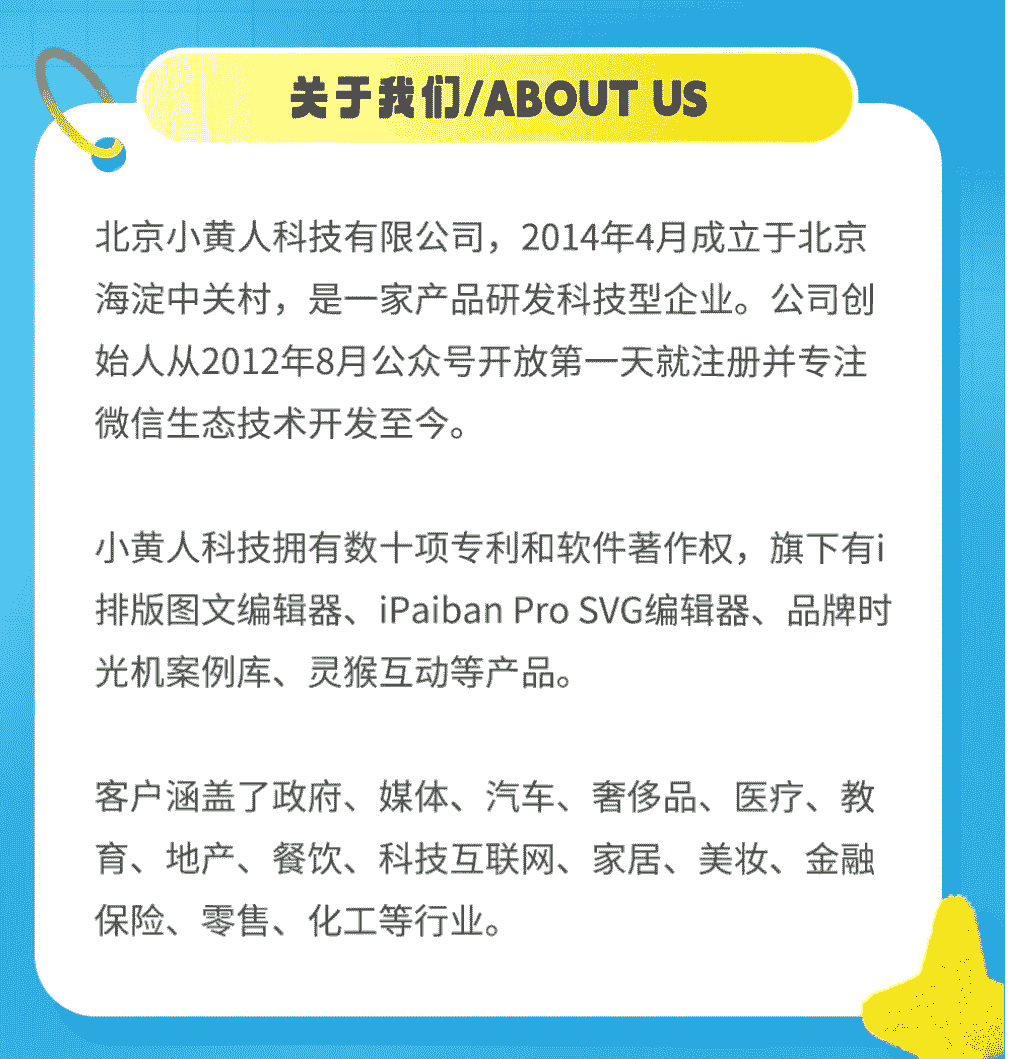 关于我们/ABOUT US
北京小黄人科技有限公司，2014年4月成立于北京
海淀中关村，是一家产品研发科技型企业。公司创
始人从2012年8月公众号开放第一天就注册并专注
微信生态技术开发至今。
小黄人科技拥有数十项专利和软件著作权，旗下有i
排版图文编辑器、iPaiban Pro SVG编辑器、品牌时
光机案例库、灵猴互动等产品。
客户涵盖了政府、媒体、汽车、奢侈品、医疗、教
育、地产、餐饮、科技互联网、家居、美妆、金融
保险、零售、化工等行业。